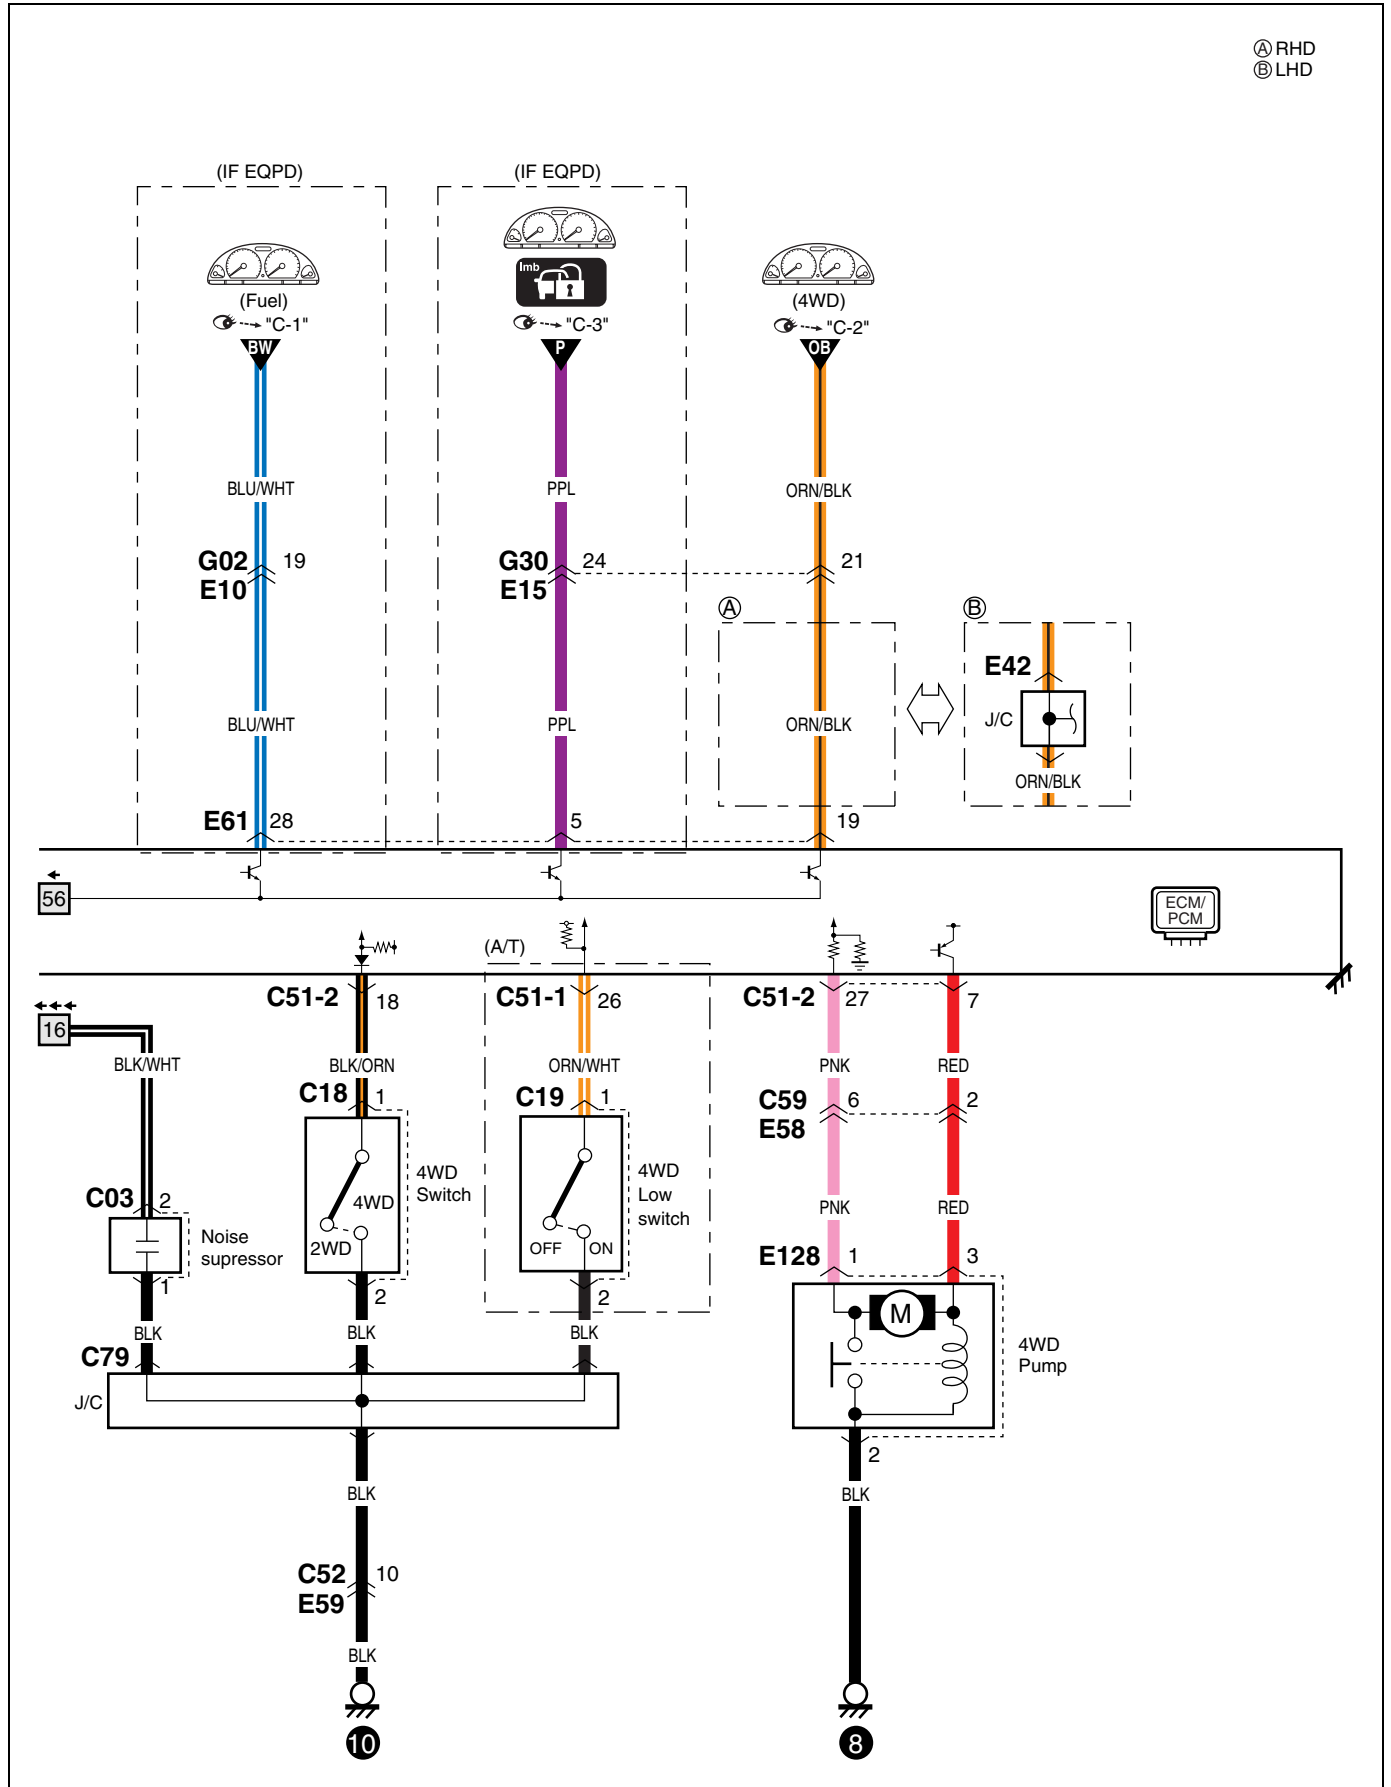 Ⓐ RHD
Ⓑ LHD
(IF EQPD)
(IF EQPD)
Imb
(Fuel)
(4WD)
"C-1"
"C-3"
"C-2"
BW
P
OB
BLU/WHT
PPL
ORN/BLK
G02
19
G30
24
21
E10
E15
Ⓐ
Ⓑ
E42
J/C
BLU/WHT
PPL
ORN/BLK
ORN/BLK
E61
28
5
19
56
ECM/
PCM
(A/T)
C51-2
18
C51-1
26
C51-2
27
7
16
BLK/WHT
BLK/ORN
ORN/WHT
PNK
RED
C18
1
C19
1
C59
6
2
E58
4WD
Switch
4WD
Low
switch
4WD
2WD
OFF
ON
C03
2
Noise
supressor
PNK
RED
E128
1
3
1
2
2
M
BLK
BLK
BLK
4WD
Pump
C79
J/C
2
BLK
BLK
C52
10
E59
BLK
10
8